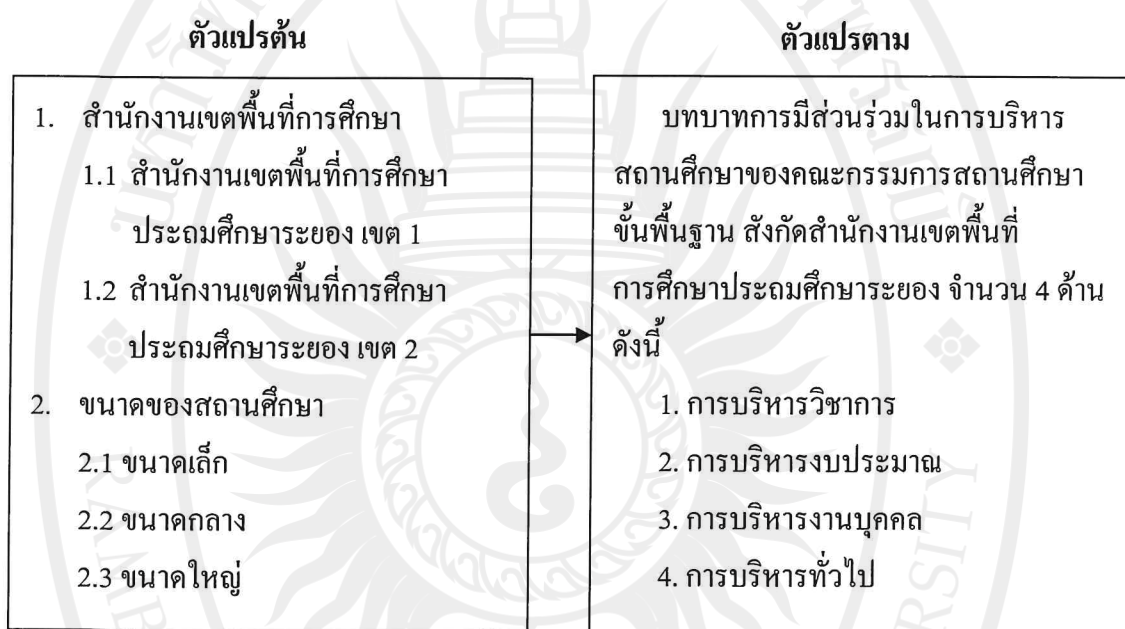 ตัวแปรต้น
1. สำนักงานเขตพื้นที่การศึกษา
1.1 สำนักงานเขตพื้นที่การศึกษา
ประถมศึกษาระยอง เขต 1
1.2 สำนักงานเขตพื้นที่การศึกษา
ประถมศึกษาระยอง เขต 2
2. ขนาดของสถานศึกษา
2.1 ขนาดเล็ก
2.2 ขนาดกลาง
2.3 ขนาดใหญ่
ตัวแปรตาม
บทบาทการมีส่วนร่วมในการบริหาร
สถานศึกษาของคณะกรรมการสถานศึกษา
ขั้นพื้นฐาน สังกัดสำนักงานเขตพื้นที่
การศึกษาประถมศึกษาระยอง จำนวน 4 ด้าน
ดังนี้
1. การบริหารวิชาการ
2. การบริหารงบประมาณ
3. การบริหารงานบุคคล
4. การบริหารทั่วไป